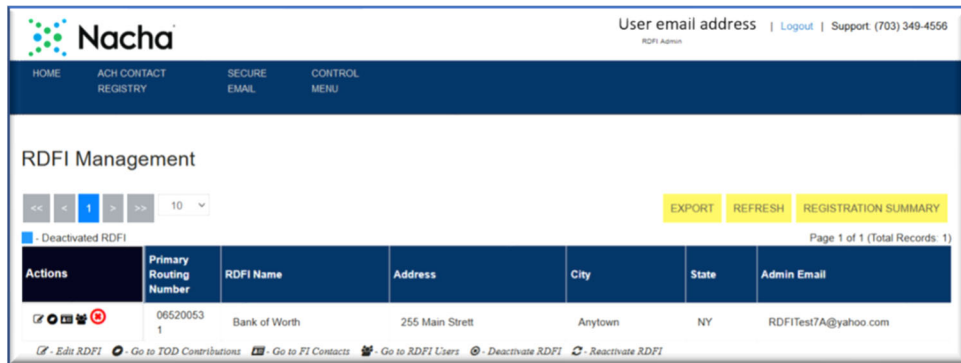 Nacha
User email address | Logout | Support: (703) 349-4556
RDFI Admin
HOME ACH CONTACT REGISTRY SECURE EMAIL CONTROL MENU
RDFI Management
<< < 1 > >> 10 EXPORT REFRESH REGISTRATION SUMMARY
- Deactivated RDFI Page 1 of 1 (Total Records: 1)
Actions Primary Routing Number RDFI Name Address City State Admin Email
06520053 1 Bank of Worth 255 Main Strett Anytown NY RDFITest7A@yahoo.com
- Edit RDFI - Go to TOD Contributions - Go to FI Contacts - Go to RDFI Users - Deactivate RDFI - Reactivate RDFI